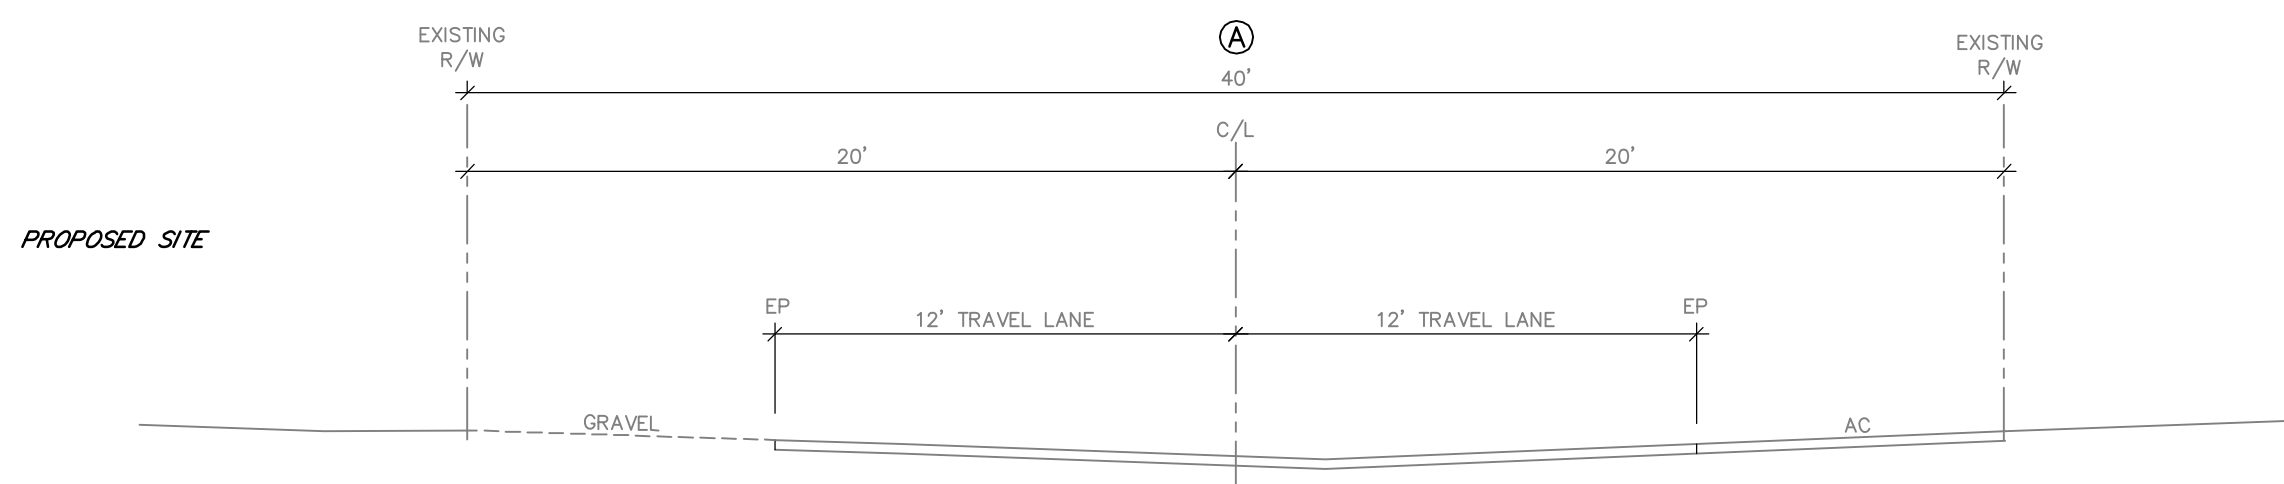 EXISTING
R/W
A
EXISTING
R/W
40'
C/L
20'
20'
PROPOSED SITE
EP
EP
12' TRAVEL LANE
12' TRAVEL LANE
GRAVEL
AC